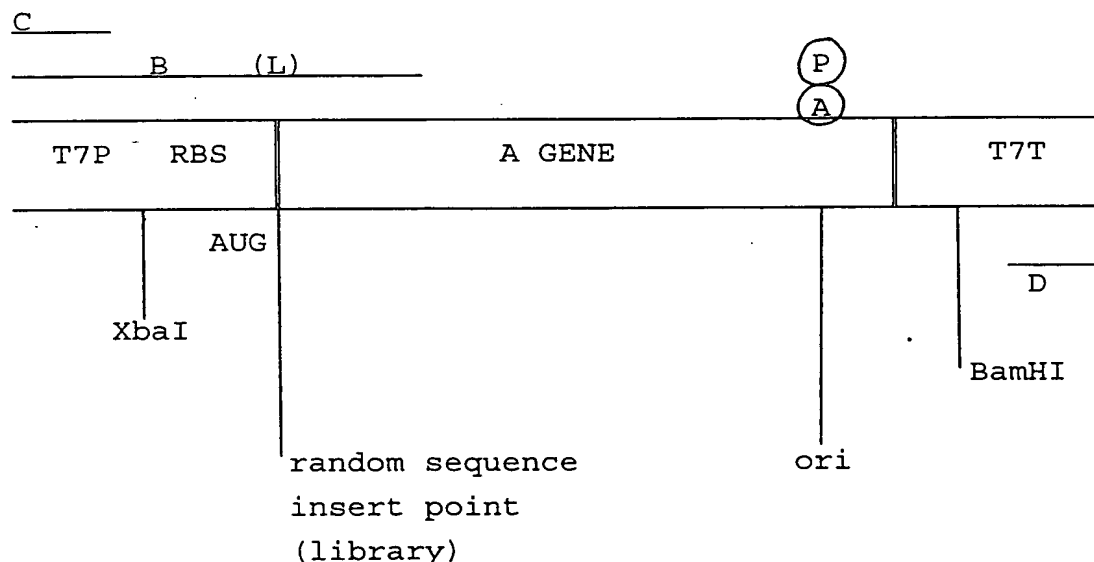 C
B (L)
P
A
T7P RBS A GENE T7T
AUG
D
XbaI
BamHI
random sequence
insert point
(library)
ori